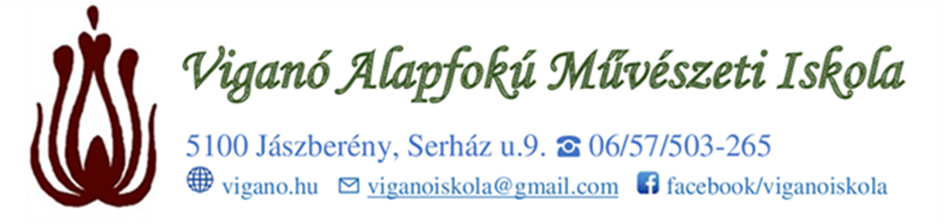 Viganó Alapfokú Művészeti Iskola
5100 Jászberény, Serház u.9. ☎ 06/57/503-265
vigano.hu viganoiskola@gmail.com facebook/viganoiskola